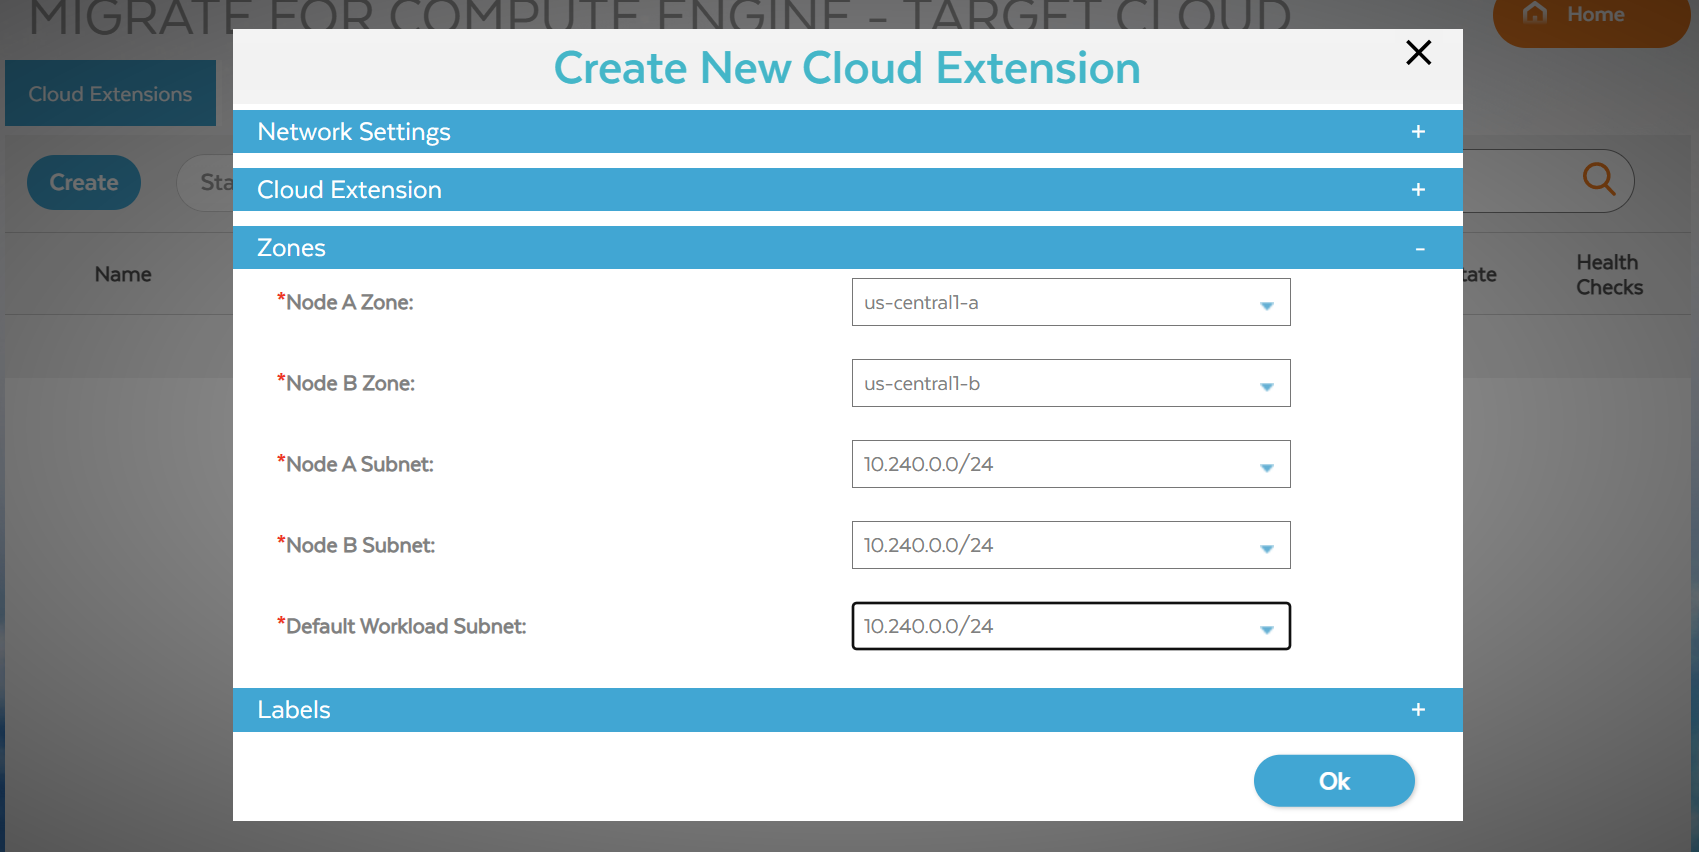 MIGRATE FOR COMPUTE ENGINE - TARGET CLOUD
Home
Create New Cloud Extension
Cloud Extensions
Network Settings +
Create
Cloud Extension +
Zones -
Name
Health
Checks
*Node A Zone: us-central1-a
*Node B Zone: us-central1-b
*Node A Subnet: 10.240.0.0/24
*Node B Subnet: 10.240.0.0/24
*Default Workload Subnet: 10.240.0.0/24
Labels +
Ok